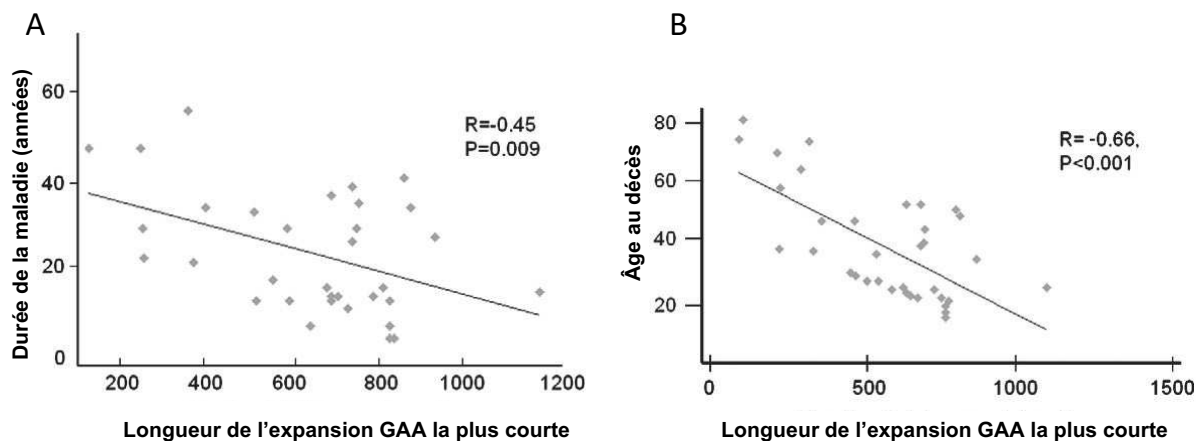 A
Durée de la maladie (années)
60
40
20
0
R=-0.45
P=0.009
200 400 600 800 1000 1200
Longueur de l'expansion GAA la plus courte
B
Âge au décès
80
60
40
20
R= -0.66,
P<0.001
0 500 1000 1500
Longueur de l'expansion GAA la plus courte